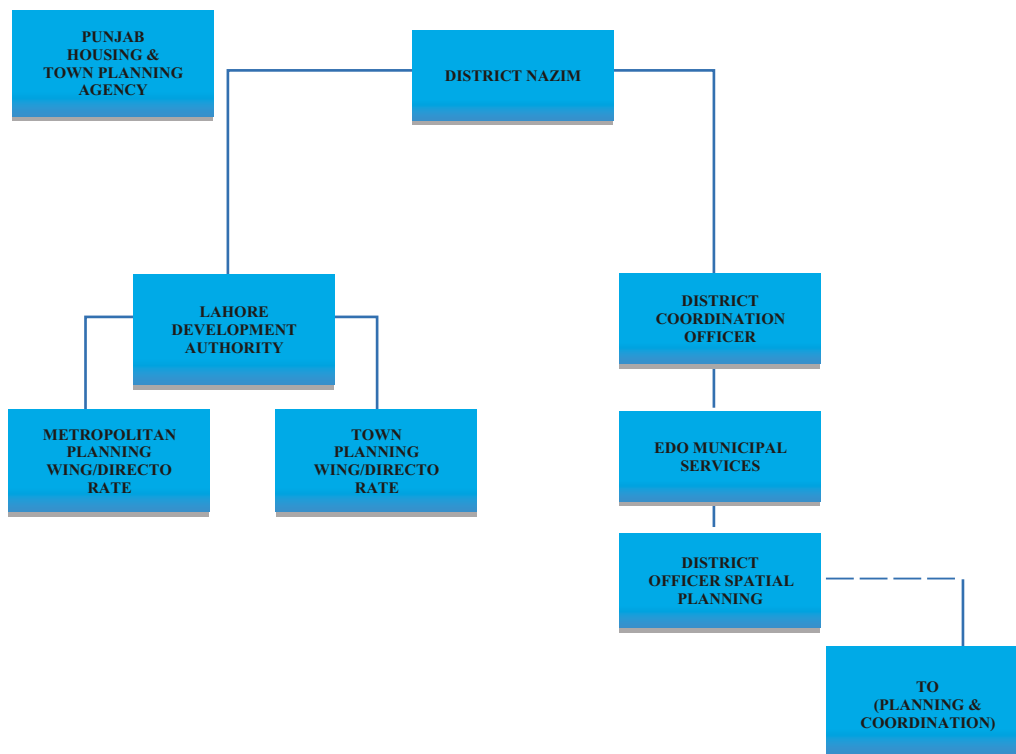 PUNJAB
HOUSING &
TOWN PLANNING
AGENCY
DISTRICT NAZIM
LAHORE
DEVELOPMENT
AUTHORITY
DISTRICT
COORDINATION
OFFICER
METROPOLITAN
PLANNING
WING/DIRECTO
RATE
TOWN
PLANNING
WING/DIRECTO
RATE
EDO MUNICIPAL
SERVICES
DISTRICT
OFFICER SPATIAL
PLANNING
TO
(PLANNING &
COORDINATION)